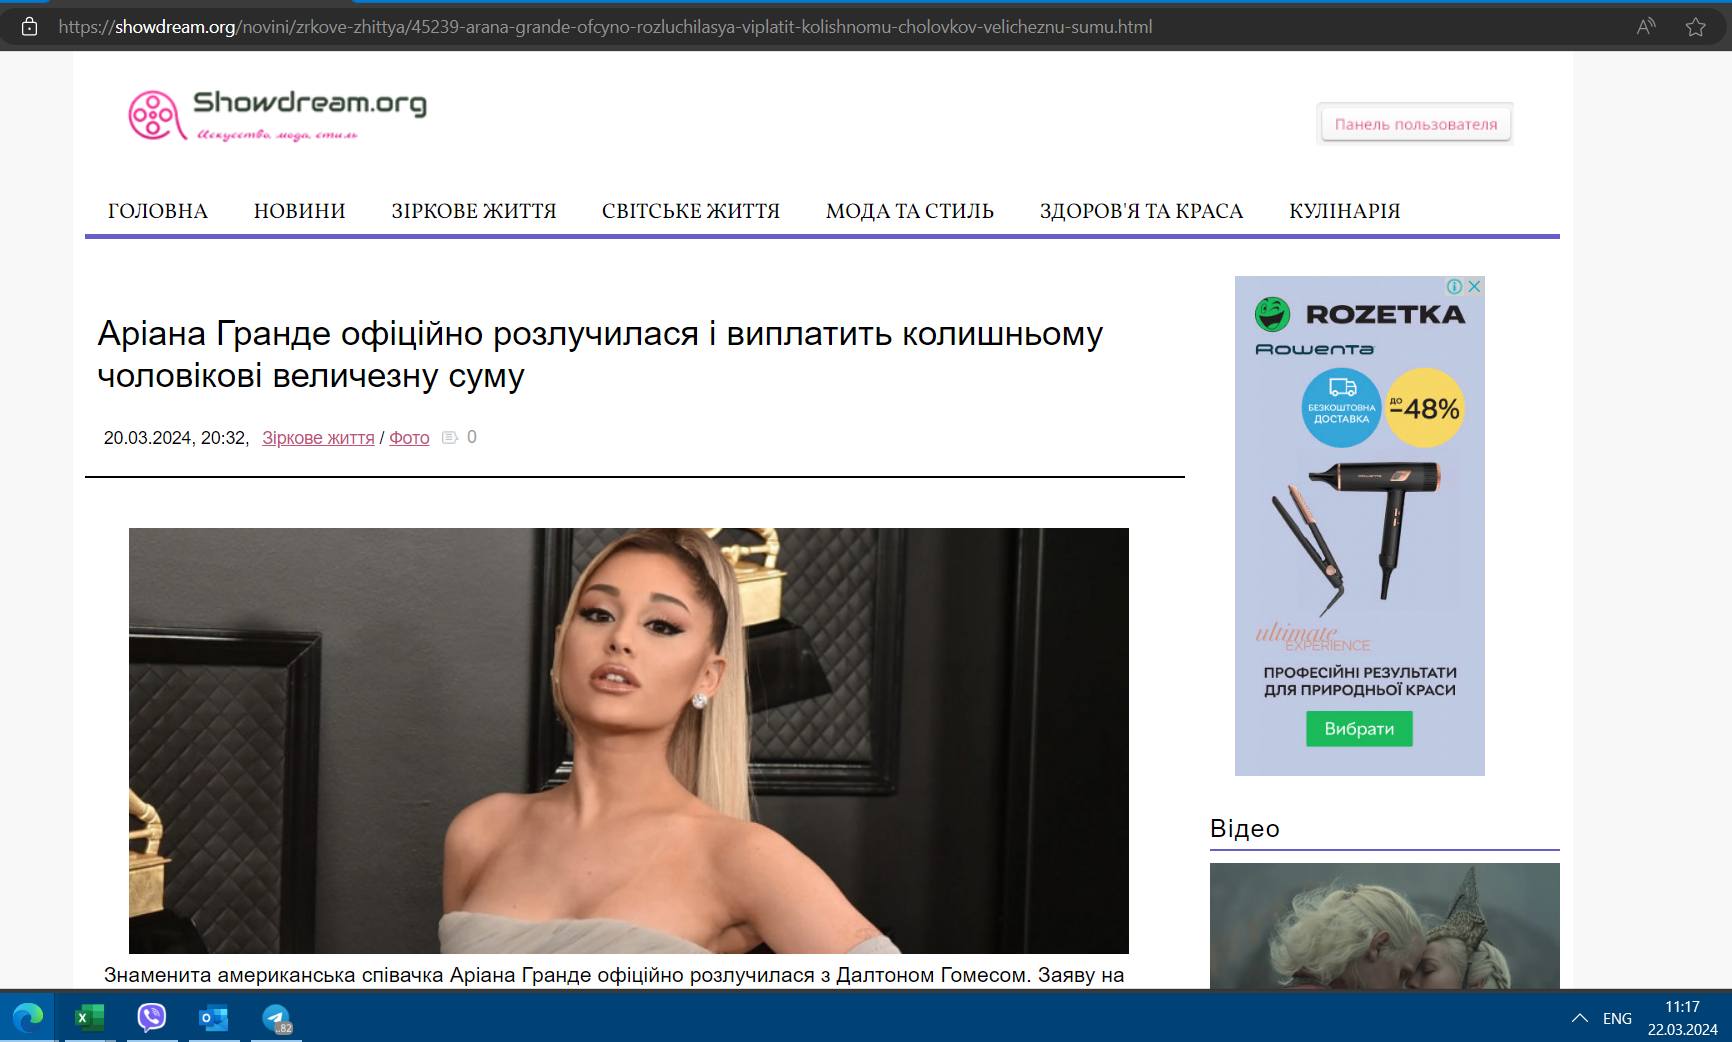 https://showdream.org/novini/zrkove-zhittya/45239-arana-grande-ofcyno-rozluchilasya-viplatit-kolishnomu-cholovkov-velicheznu-sumu.html
Showdream.org
Искусство, мода, стиль
Панель пользователя
ГОЛОВНА НОВИНИ ЗІРКОВЕ ЖИТТЯ СВІТСЬКЕ ЖИТТЯ МОДА ТА СТИЛЬ ЗДОРОВ'Я ТА КРАСА КУЛІНАРІЯ
Аріана Гранде офіційно розлучилася і виплатить колишньому
чоловікові величезну суму
20.03.2024, 20:32, Зіркове життя / Фото 0
Знаменита американська співачка Аріана Гранде офіційно розлучилася з Далтоном Гомесом. Заяву на
ROZETKA
Rowenta
БЕЗКОШТОВНА
ДОСТАВКА
ДО
-48%
ultimate
EXPERIENCE
ПРОФЕСІЙНІ РЕЗУЛЬТАТИ
ДЛЯ ПРИРОДНЬОЇ КРАСИ
Вибрати
Відео
..82
ENG
11:17
22.03.2024